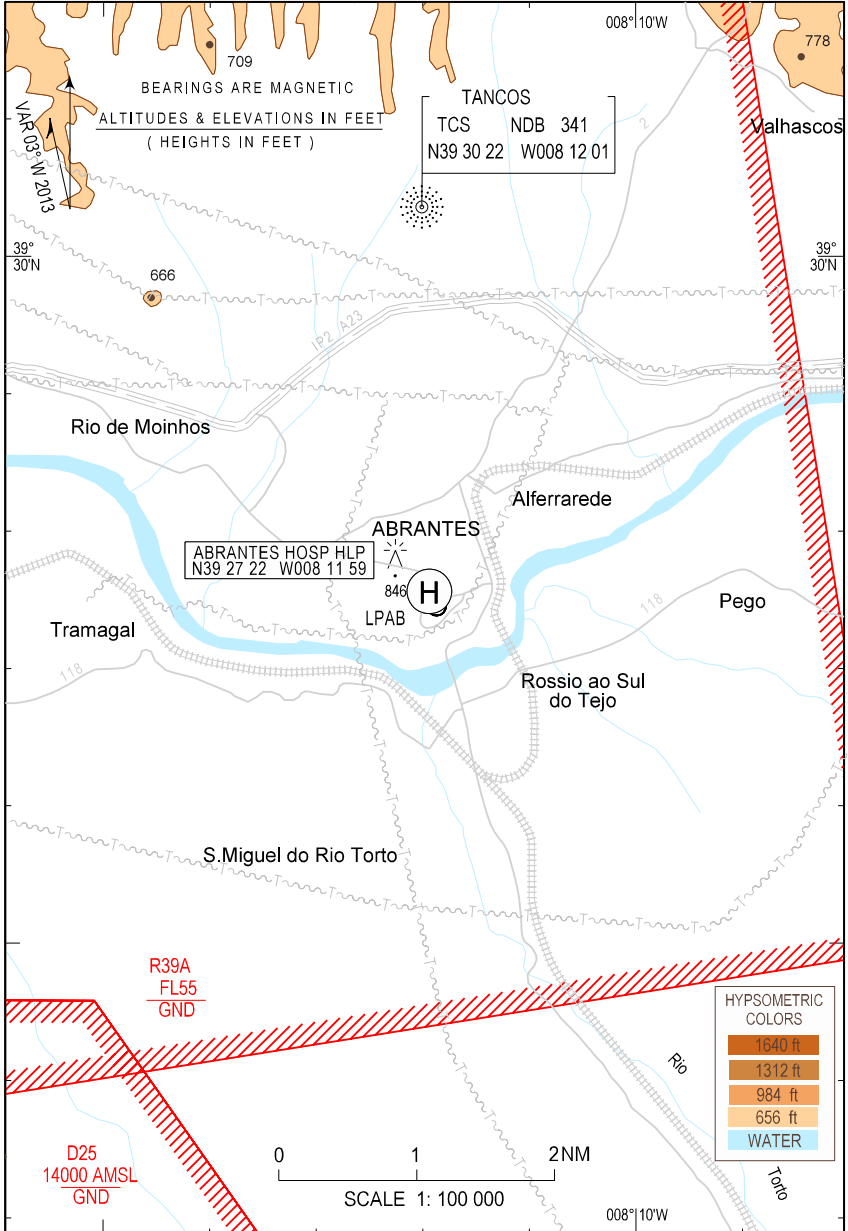 008°10'W
709
778
BEARINGS ARE MAGNETIC
ALTITUDES & ELEVATIONS IN FEET
( HEIGHTS IN FEET )
VAR 03° W 2013
TANCOS
TCS NDB 341
N39 30 22 W008 12 01
2
Valhascos
39°
30'N
39°
30'N
666
IP2 A23
Rio de Moinhos
Alferrarede
ABRANTES
ABRANTES HOSP HLP
N39 27 22 W008 11 59
846
H
LPAB
118
Pego
Tramagal
118
Rossio ao Sul
do Tejo
S.Miguel do Rio Torto
R39A
FL55
GND
HYPSOMETRIC
COLORS
1640 ft
1312 ft
984 ft
656 ft
WATER
Rio
Torto
D25
14000 AMSL
GND
0 1 2NM
SCALE 1: 100 000
008°10'W